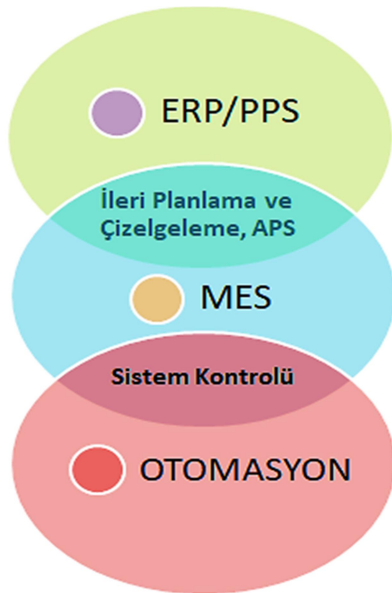 ERP/PPS
İleri Planlama ve
Çizelgeleme, APS
MES
Sistem Kontrolü
OTOMASYON